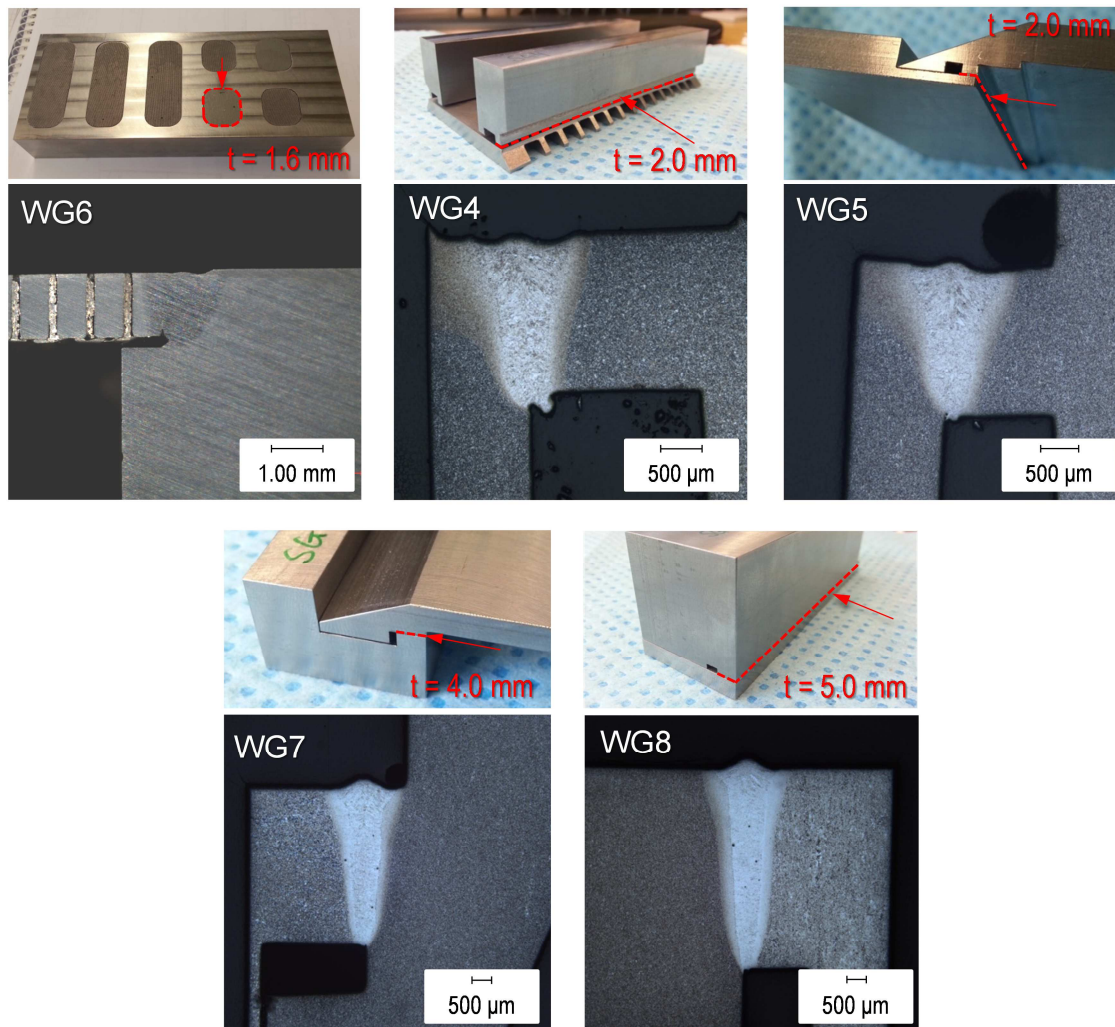 t = 1.6 mm
t = 2.0 mm
t = 2.0 mm
WG6
WG4
WG5
1.00 mm
500 µm
500 µm
SG
t = 4.0 mm
t = 5.0 mm
WG7
WG8
500 µm
500 µm